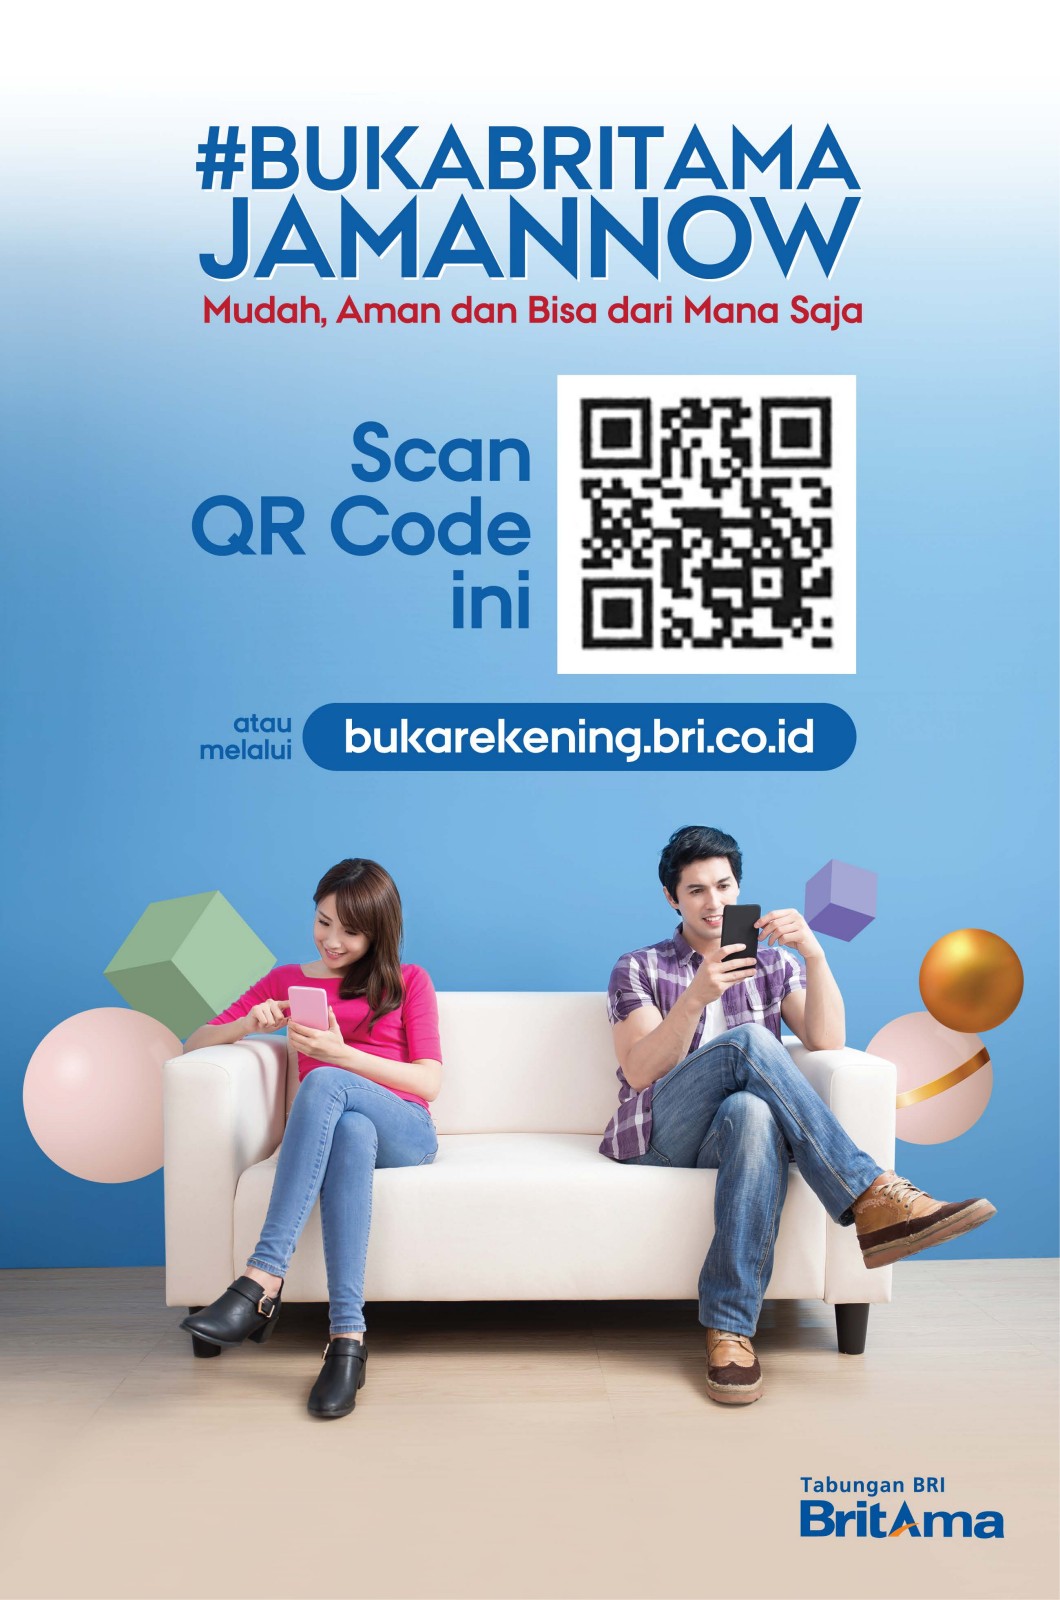 #BUKABRITAMA
JAMANNOW
Mudah, Aman dan Bisa dari Mana Saja
Scan
QR Code
ini
atau
melalui
bukarekening.bri.co.id
Tabungan BRI
BritAma